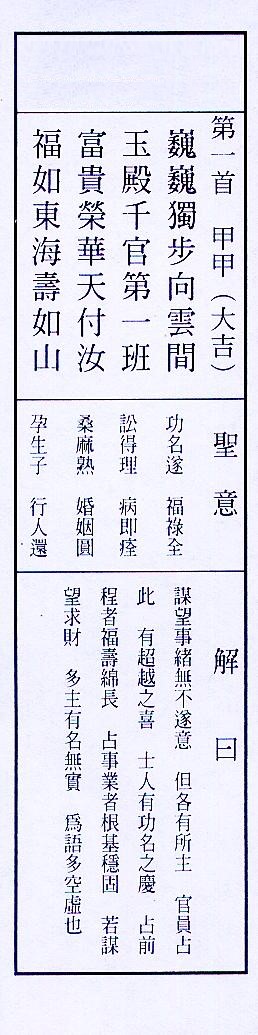 第一首 甲甲（大吉）
巍巍獨步向雲間
玉殿千官第一班
富貴榮華天付汝
福如東海壽如山
聖意
功名遂 福祿全
訟得理 病即痊
桑麻熟 婚姻圓
孕生子 行人還
解曰
謀望事緒無不遂意 但各有所主 官員占
此 有超越之喜 士人有功名之慶 占前
程者福壽綿長 占事業者根基穩固 若謀
望求財 多主有名無實 為語多空虛也